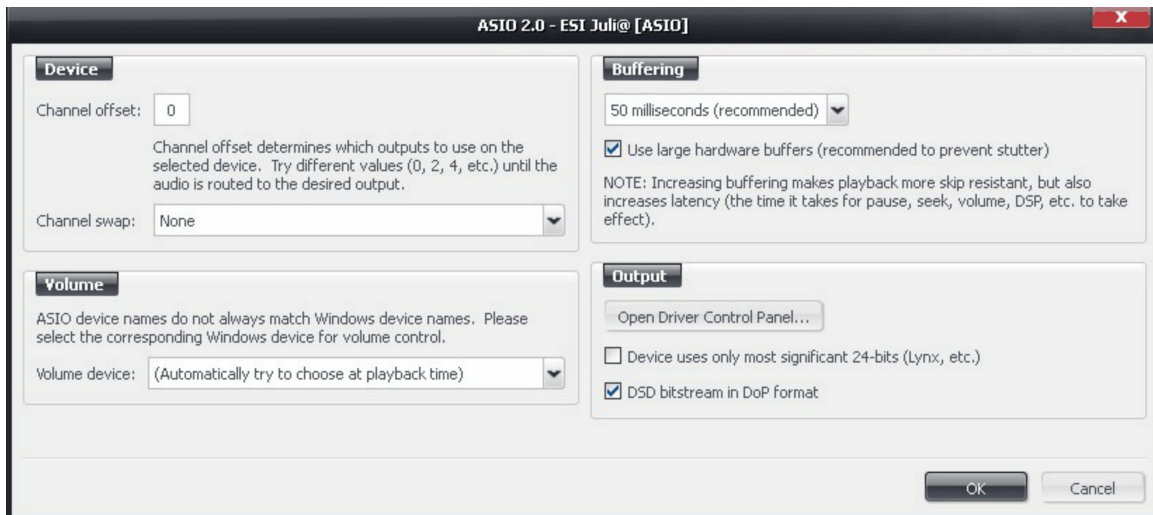 ASIO 2.0 - ESI Juli@ [ASIO]
X
Device
Channel offset: 0
Channel offset determines which outputs to use on the
selected device. Try different values (0, 2, 4, etc.) until the
audio is routed to the desired output.
Channel swap: None
Volume
ASIO device names do not always match Windows device names. Please
select the corresponding Windows device for volume control.
Volume device: (Automatically try to choose at playback time)
Buffering
50 milliseconds (recommended)
Use large hardware buffers (recommended to prevent stutter)
NOTE: Increasing buffering makes playback more skip resistant, but also
increases latency (the time it takes for pause, seek, volume, DSP, etc. to take
effect).
Output
Open Driver Control Panel...
Device uses only most significant 24-bits (Lynx, etc.)
DSD bitstream in DoP format
OK Cancel